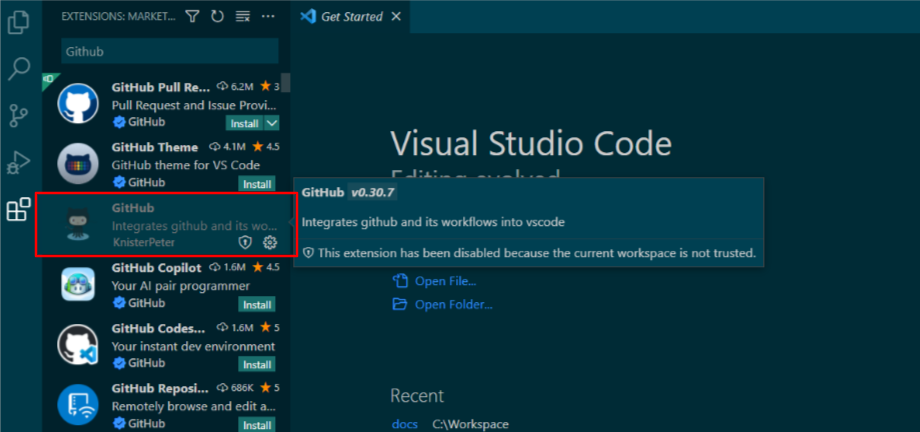 EXTENSIONS: MARKET...
Get Started
Github
GitHub Pull Re... 6.2M 3
Pull Request and Issue Provi...
GitHub
Install
GitHub Theme 4.1M 4.5
GitHub theme for VS Code
GitHub
Install
GitHub
Integrates github and its wo...
KnisterPeter
GitHub Copilot 1.6M 4.5
Your AI pair programmer
GitHub
Install
GitHub Codes... 1.6M 5
Your instant dev environment
GitHub
Install
GitHub Reposi... 686K 5
Remotely browse and edit a...
GitHub
Install
Visual Studio Code
Editing evolved
GitHub v0.30.7
Integrates github and its workflows into vscode
This extension has been disabled because the current workspace is not trusted.
Open File...
Open Folder...
Recent
docs C:\Workspace